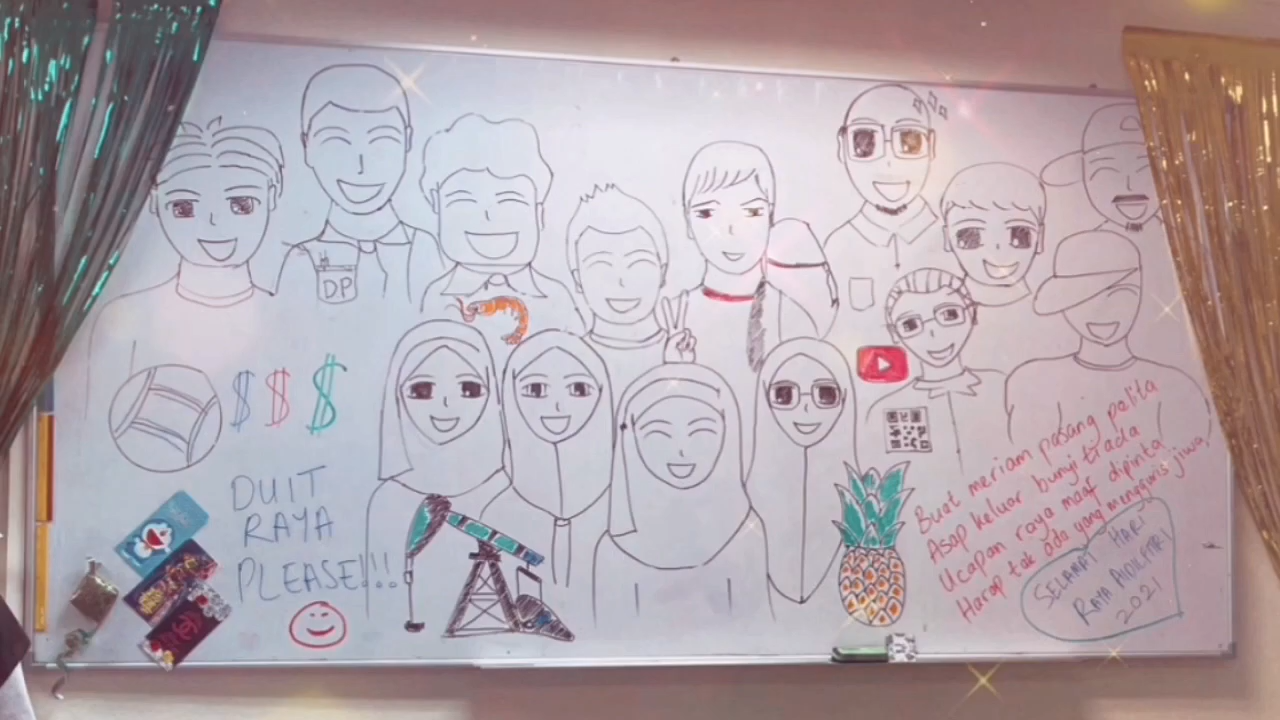 DP
$ $ $
DUIT
RAYA
PLEASE!!!
Buat meriam pasang pelita
Asap keluar bunyi tiada
Ucapan raya maaf dipinta
Harap tak ada yang mengguris jiwa
SELAMAT HARI
RAYA AIDILFITRI
2021